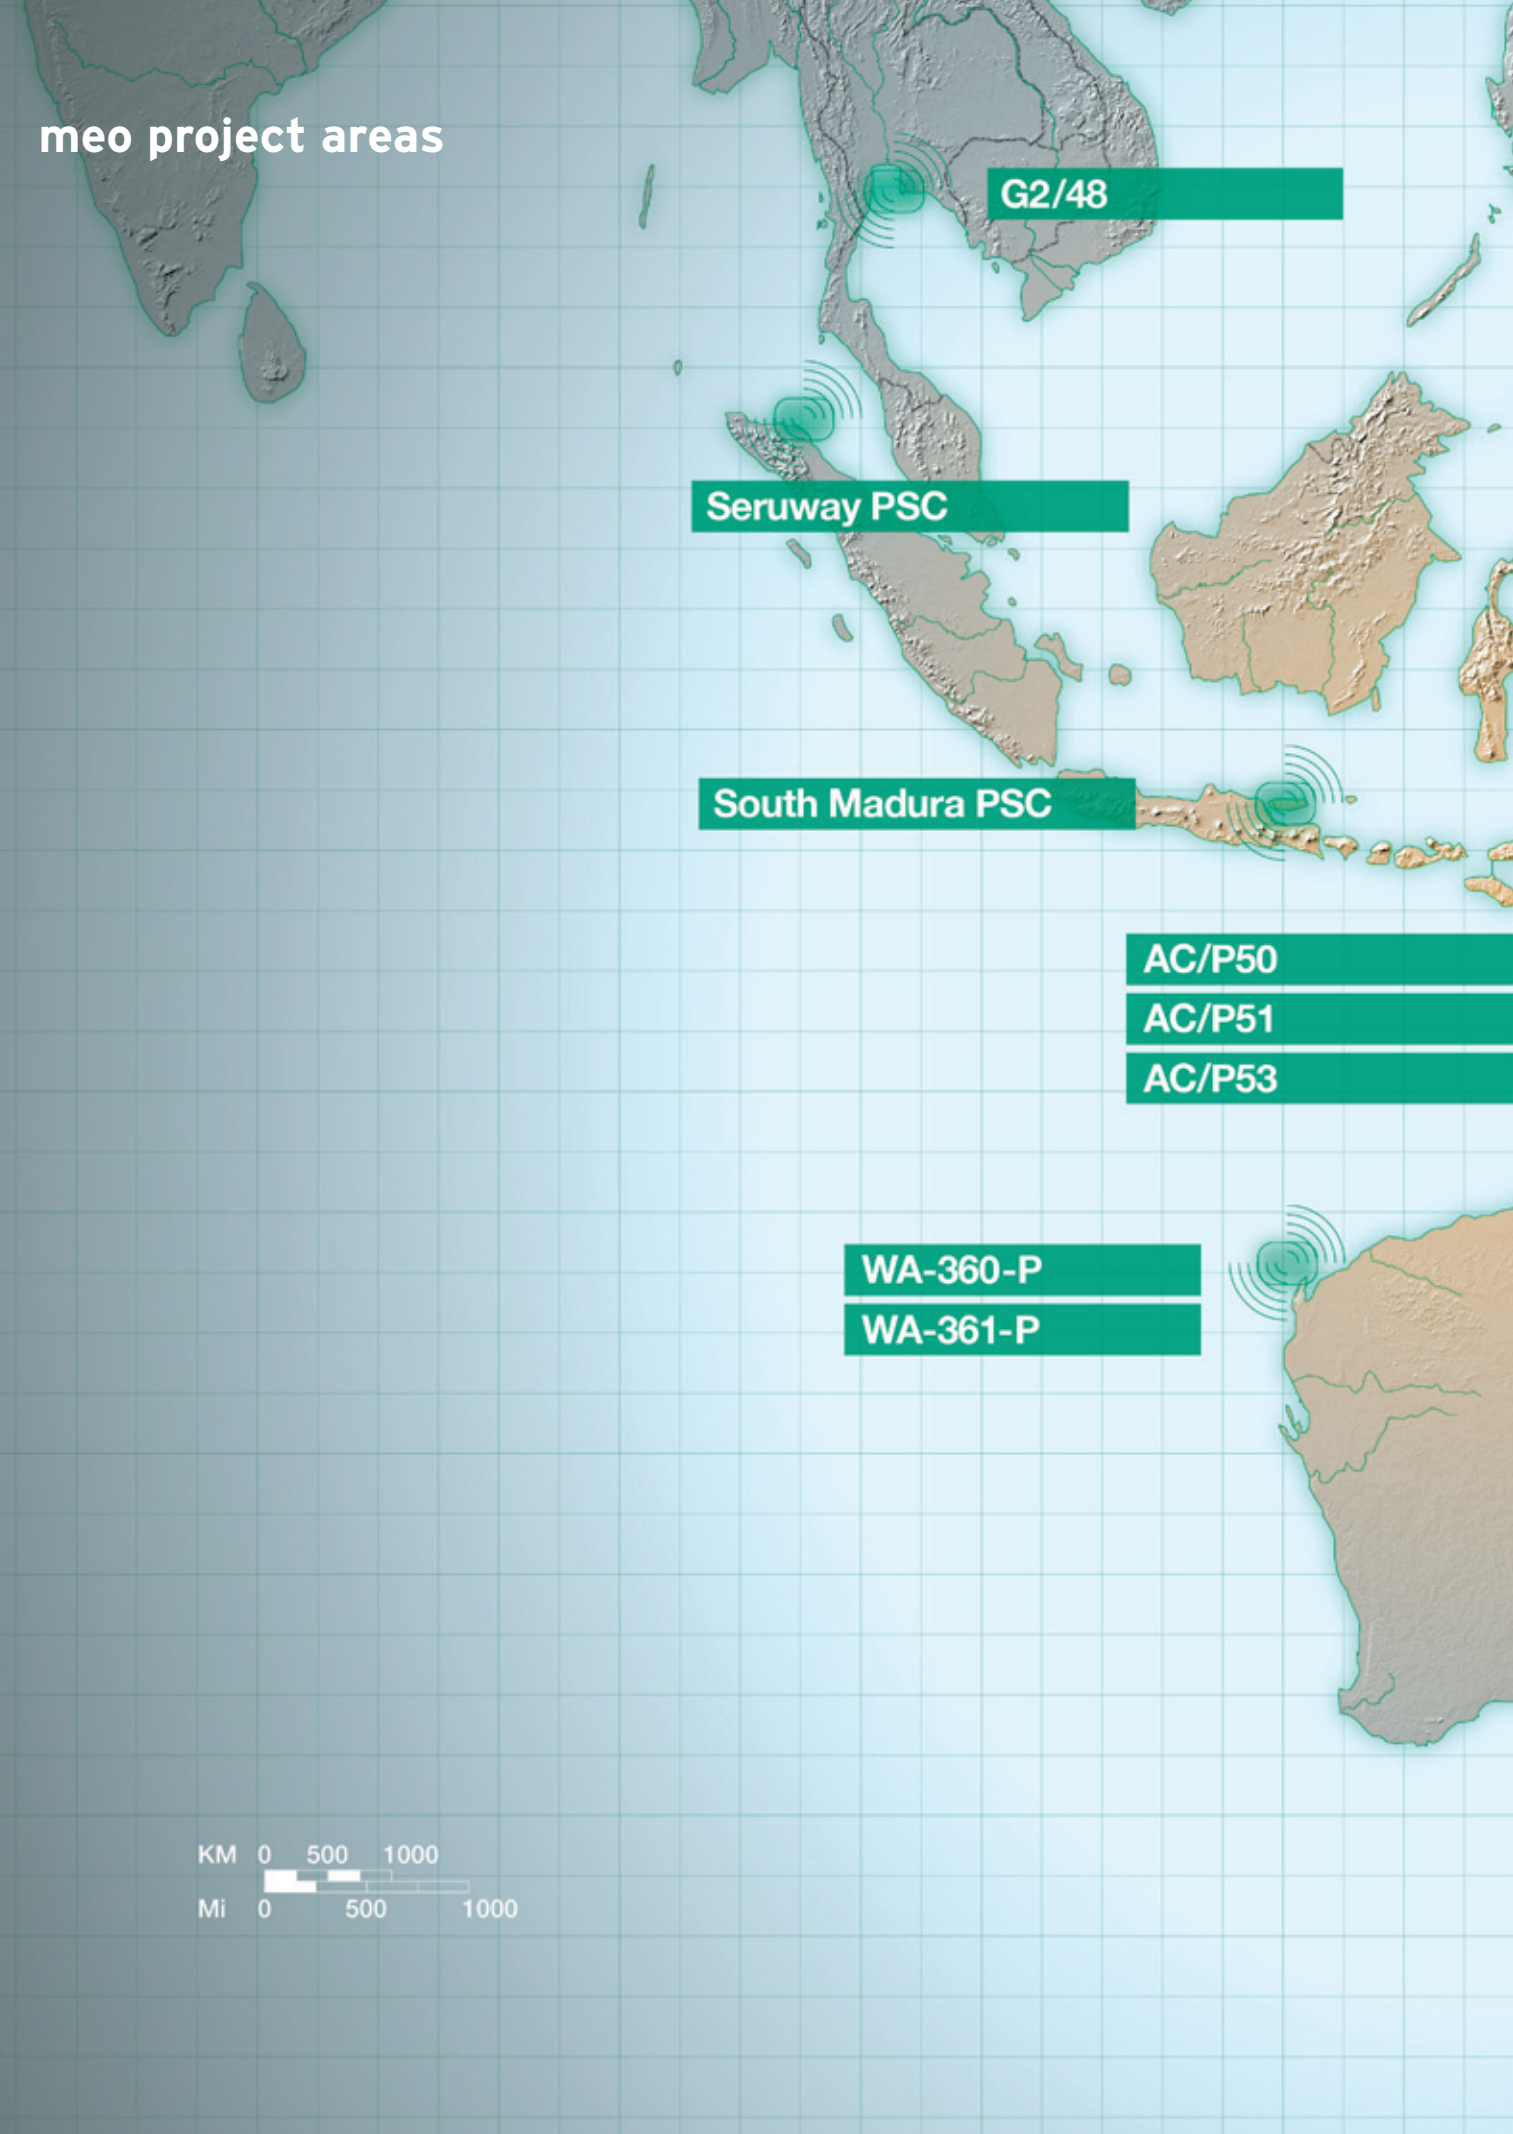 meo project areas
G2/48
Seruway PSC
South Madura PSC
AC/P50
AC/P51
AC/P53
WA-360-P
WA-361-P
KM 0 500 1000
Mi 0 500 1000